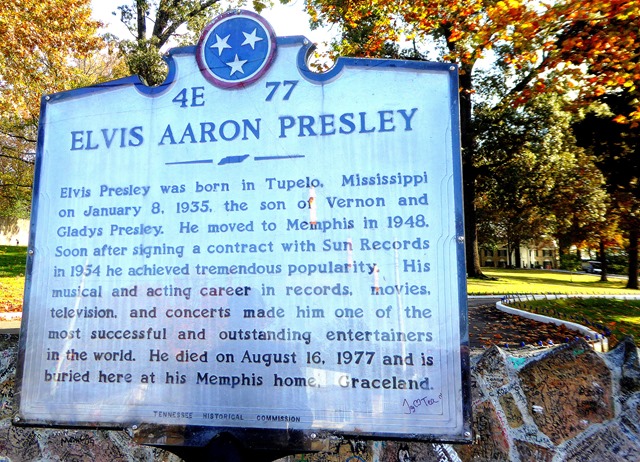 4E 77
ELVIS AARON PRESLEY
Elvis Presley was born in Tupelo, Mississippi
on January 8, 1935, the son of Vernon and
Gladys Presley. He moved to Memphis in 1948.
Soon after signing a contract with Sun Records
in 1954 he achieved tremendous popularity. His
musical and acting career in records, movies,
television, and concerts made him one of the
most successful and outstanding entertainers
in the world. He died on August 16, 1977 and is
buried here at his Memphis home, Graceland.
TENNESSEE HISTORICAL COMMISSION